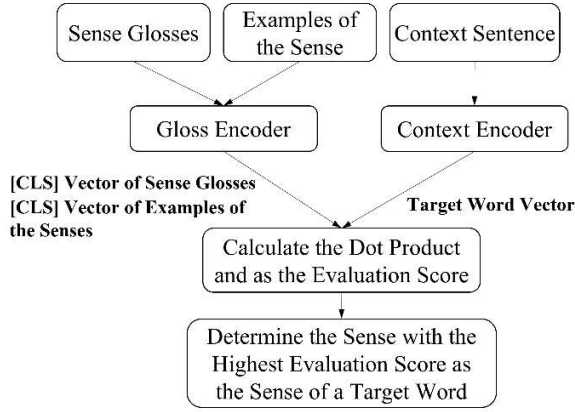 Sense Glosses
Examples of
the Sense
Context Sentence
Gloss Encoder
Context Encoder
[CLS] Vector of Sense Glosses
[CLS] Vector of Examples of
the Senses
Target Word Vector
Calculate the Dot Product
and as the Evaluation Score
Determine the Sense with the
Highest Evaluation Score as
the Sense of a Target Word